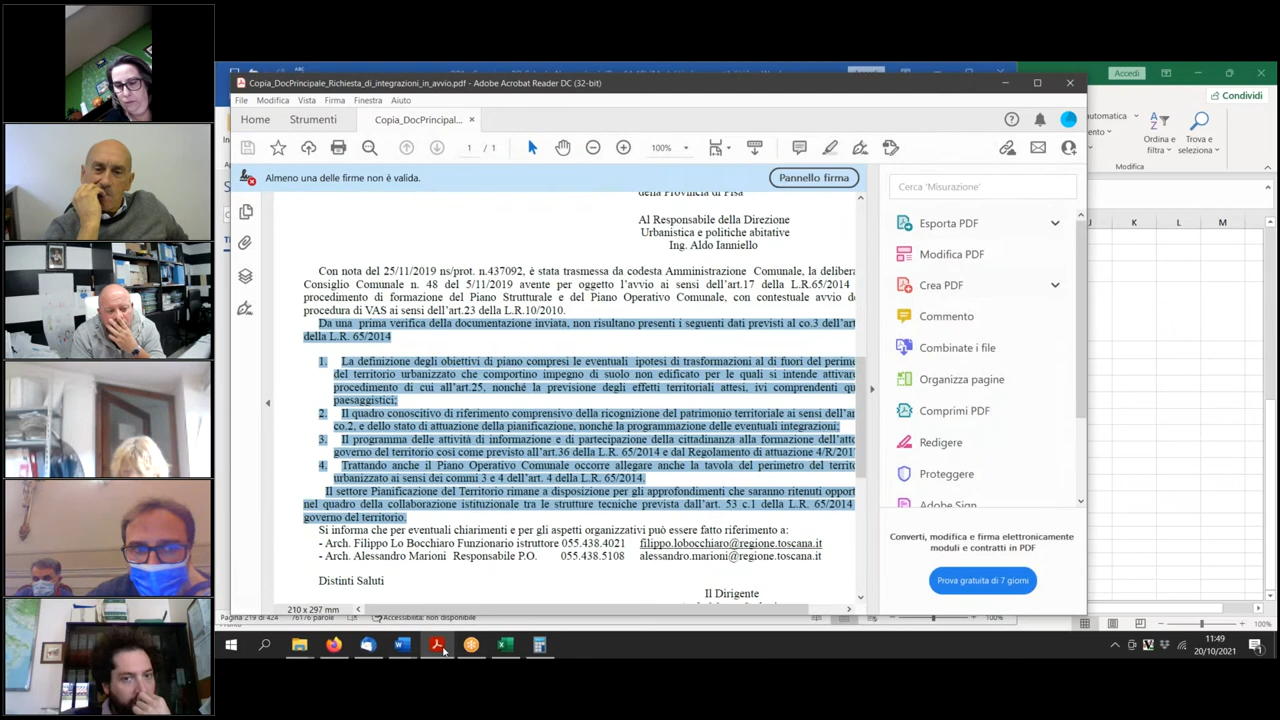 Copia_DocPrincipale_Richiesta_di_integrazioni_in_avvio.pdf - Adobe Acrobat Reader DC (32-bit)
Accedi
File Modifica Vista Firma Finestra Aiuto
Condividi
Home Strumenti Copia_DocPrincipal... ×
automatica
Ordina e filtra
Trova e seleziona
Modifica
/ 1 100%
Almeno una delle firme non è valida.
Pannello firma
Cerca 'Misurazione'
della Provincia di Pisa
Al Responsabile della Direzione
Urbanistica e politiche abitative
Ing. Aldo Ianniello
Con nota del 25/11/2019 ns/prot. n.437092, è stata trasmessa da codesta Amministrazione Comunale, la delibera
Consiglio Comunale n. 48 del 5/11/2019 avente per oggetto l'avvio ai sensi dell'art.17 della L.R.65/2014
procedimento di formazione del Piano Strutturale e del Piano Operativo Comunale, con contestuale avvio de
procedura di VAS ai sensi dell'art.23 della L.R.10/2010.
Da una prima verifica della documentazione inviata, non risultano presenti i seguenti dati previsti al co.3 dell'art
della L.R. 65/2014
1. La definizione degli obiettivi di piano compresi le eventuali ipotesi di trasformazioni al di fuori del perime
del territorio urbanizzato che comportino impegno di suolo non edificato per le quali si intende attivare
procedimento di cui all'art.25, nonché la previsione degli effetti territoriali attesi, ivi comprendenti qu
paesaggistici;
2. Il quadro conoscitivo di riferimento comprensivo della ricognizione del patrimonio territoriale ai sensi dell'ar
co.2, e dello stato di attuazione della pianificazione, nonché la programmazione delle eventuali integrazioni;
3. Il programma delle attività di informazione e di partecipazione della cittadinanza alla formazione dell'atto
governo del territorio così come previsto all'art.36 della L.R. 65/2014 e dal Regolamento di attuazione 4/R/201
4. Trattando anche il Piano Operativo Comunale occorre allegare anche la tavola del perimetro del territo
urbanizzato ai sensi dei commi 3 e 4 dell'art. 4 della L.R. 65/2014.
Il settore Pianificazione del Territorio rimane a disposizione per gli approfondimenti che saranno ritenuti opport
nel quadro della collaborazione istituzionale tra le strutture tecniche prevista dall'art. 53 c.1 della L.R. 65/2014
governo del territorio.
Si informa che per eventuali chiarimenti e per gli aspetti organizzativi può essere fatto riferimento a:
- Arch. Filippo Lo Bocchiaro Funzionario istruttore 055.438.4021 filippo.lobocchiaro@regione.toscana.it
- Arch. Alessandro Marioni Responsabile P.O. 055.438.5108 alessandro.marioni@regione.toscana.it
Distinti Saluti
Il Dirigente
210 x 297 mm
Esporta PDF
Modifica PDF
Crea PDF
Commento
Combinate i file
Organizza pagine
Comprimi PDF
Redigere
Proteggere
Adobe Sign
Converti, modifica e firma elettronicamente
moduli e contratti in PDF
Prova gratuita di 7 giorni
J K L M
Pagina 219 di 424 76176 parole Accessibilità: non disponibile 100% 100%
11:49
20/10/2021